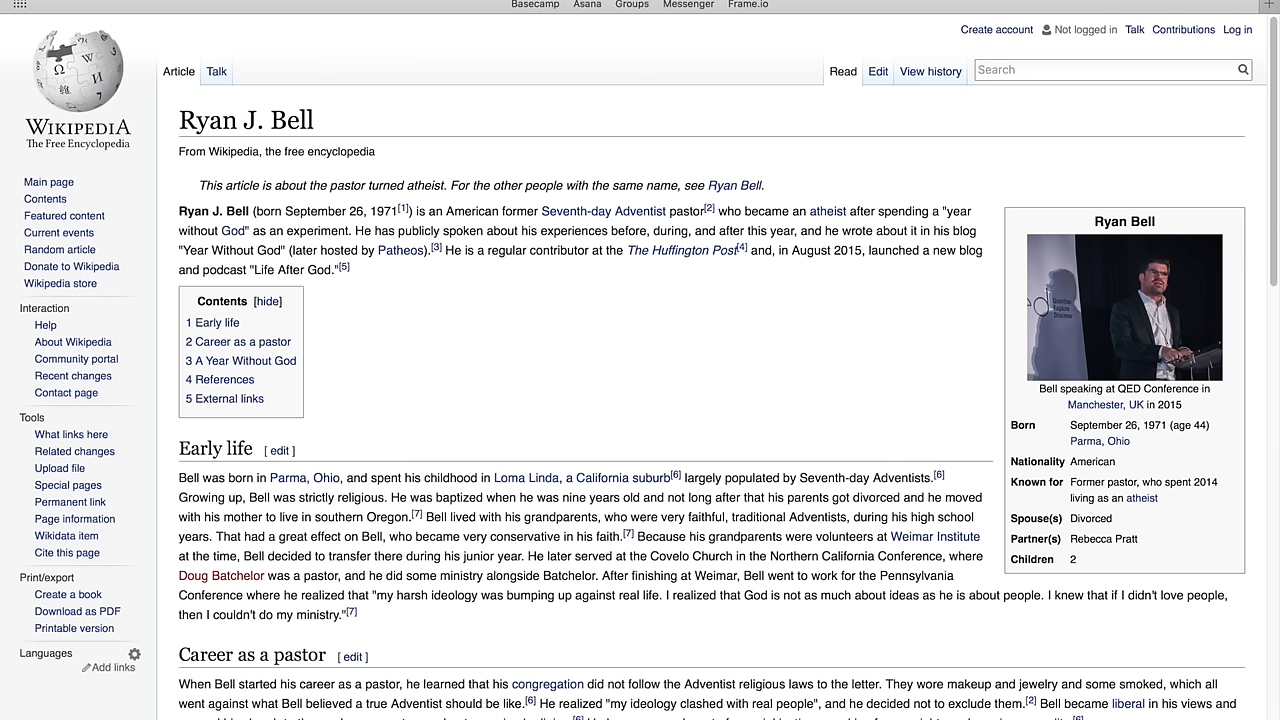 Basecamp Asana Groups Messenger Frame.io
Create account Not logged in Talk Contributions Log in
Article Talk Read Edit View history Search
WIKIPEDIA
The Free Encyclopedia
Main page
Contents
Featured content
Current events
Random article
Donate to Wikipedia
Wikipedia store
Interaction
Help
About Wikipedia
Community portal
Recent changes
Contact page
Tools
What links here
Related changes
Upload file
Special pages
Permanent link
Page information
Wikidata item
Cite this page
Print/export
Create a book
Download as PDF
Printable version
Languages
Add links
Ryan J. Bell
From Wikipedia, the free encyclopedia
This article is about the pastor turned atheist. For the other people with the same name, see Ryan Bell.
Ryan J. Bell (born September 26, 1971[1]) is an American former Seventh-day Adventist pastor[2] who became an atheist after spending a "year
without God" as an experiment. He has publicly spoken about his experiences before, during, and after this year, and he wrote about it in his blog
"Year Without God" (later hosted by Patheos).[3] He is a regular contributor at the The Huffington Post[4] and, in August 2015, launched a new blog
and podcast "Life After God."[5]
Contents [hide]
1 Early life
2 Career as a pastor
3 A Year Without God
4 References
5 External links
Ryan Bell
Quantum
Explore
Discover
Bell speaking at QED Conference in
Manchester, UK in 2015
Born September 26, 1971 (age 44)
Parma, Ohio
Nationality American
Known for Former pastor, who spent 2014
living as an atheist
Spouse(s) Divorced
Partner(s) Rebecca Pratt
Children 2
Early life [ edit ]
Bell was born in Parma, Ohio, and spent his childhood in Loma Linda, a California suburb[6] largely populated by Seventh-day Adventists.[6]
Growing up, Bell was strictly religious. He was baptized when he was nine years old and not long after that his parents got divorced and he moved
with his mother to live in southern Oregon.[7] Bell lived with his grandparents, who were very faithful, traditional Adventists, during his high school
years. That had a great effect on Bell, who became very conservative in his faith.[7] Because his grandparents were volunteers at Weimar Institute
at the time, Bell decided to transfer there during his junior year. He later served at the Covelo Church in the Northern California Conference, where
Doug Batchelor was a pastor, and he did some ministry alongside Batchelor. After finishing at Weimar, Bell went to work for the Pennsylvania
Conference where he realized that "my harsh ideology was bumping up against real life. I realized that God is not as much about ideas as he is about people. I knew that if I didn't love people,
then I couldn't do my ministry."[7]
Career as a pastor [ edit ]
When Bell started his career as a pastor, he learned that his congregation did not follow the Adventist religious laws to the letter. They wore makeup and jewelry and some smoked, which all
went against what Bell believed a true Adventist should be like.[6] He realized "my ideology clashed with real people", and he decided not to exclude them.[2] Bell became liberal in his views and